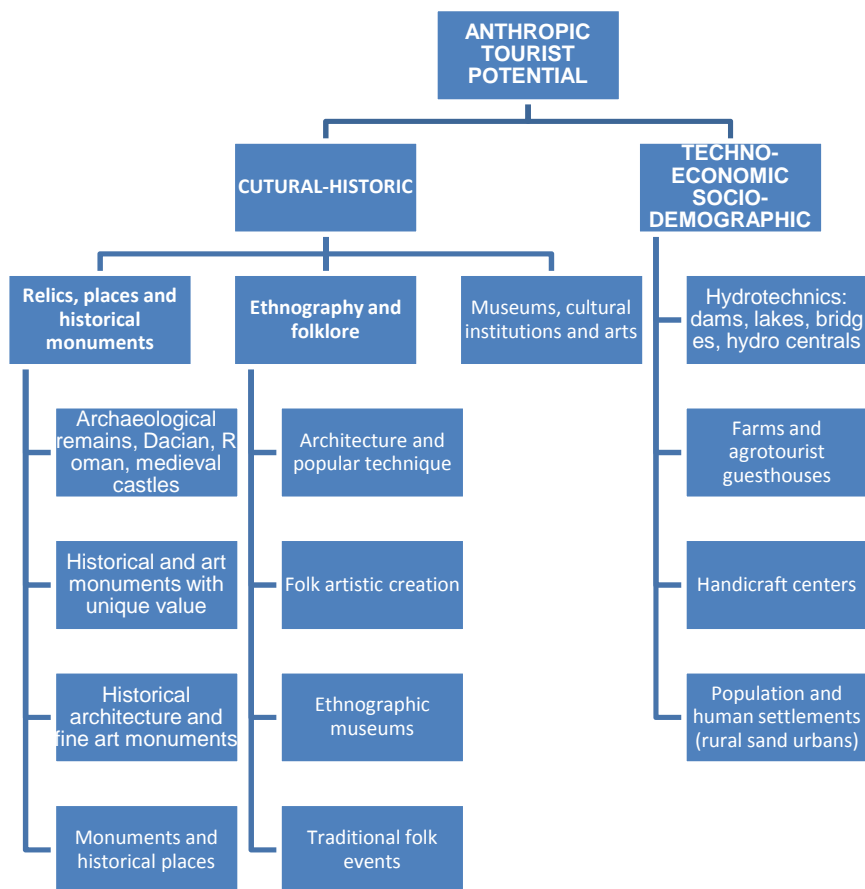 ANTHROPIC
TOURIST
POTENTIAL
CUTURAL-HISTORIC
TECHNO-
ECONOMIC
SOCIO-
DEMOGRAPHIC
Relics, places and
historical
monuments
Ethnography and
folklore
Museums, cultural
institutions and arts
Hydrotechnics:
dams, lakes, bridg
es, hydro centrals
Archaeological
remains, Dacian, R
oman, medieval
castles
Architecture and
popular technique
Farms and
agrotourist
guesthouses
Historical and art
monuments with
unique value
Folk artistic creation
Handicraft centers
Historical
architecture and
fine art monuments
Ethnographic
museums
Population and
human settlements
(rural sand urbans)
Monuments and
historical places
Traditional folk
events